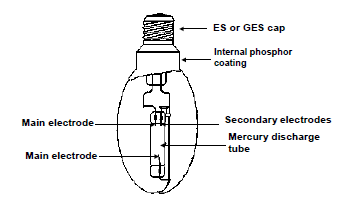 ES or GES cap
Internal phosphor
coating
Main electrode
Secondary electrodes
Mercury discharge
tube
Main electrode